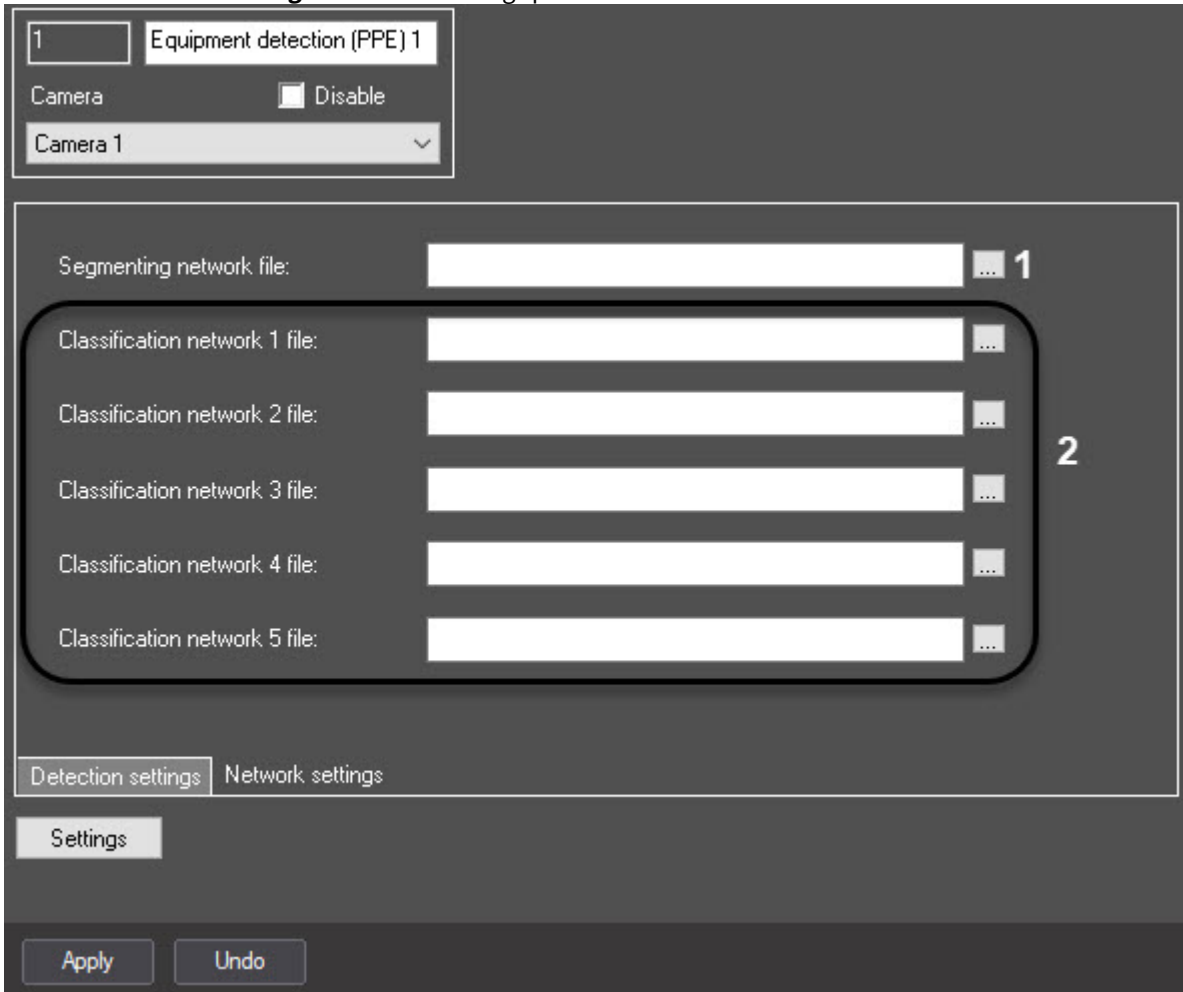 1 Equipment detection (PPE) 1
Camera Disable
Camera 1
Segmenting network file: ... 1
Classification network 1 file: ...
Classification network 2 file: ...
2
Classification network 3 file: ...
Classification network 4 file: ...
Classification network 5 file: ...
Detection settings Network settings
Settings
Apply Undo